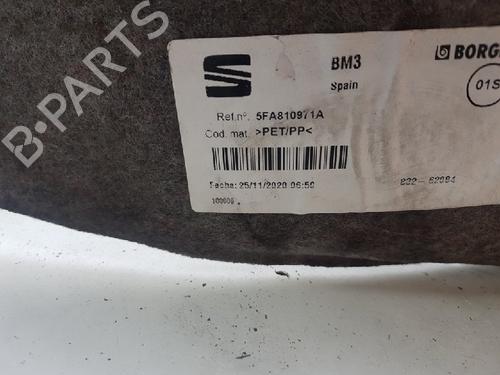 B-PARTS
BM3
Spain
BORG
01S
Ref.nº. 5FA810971A
Cod. mat. >PET/PP<
Fecha: 25/11/2020 06:50
832- 62084